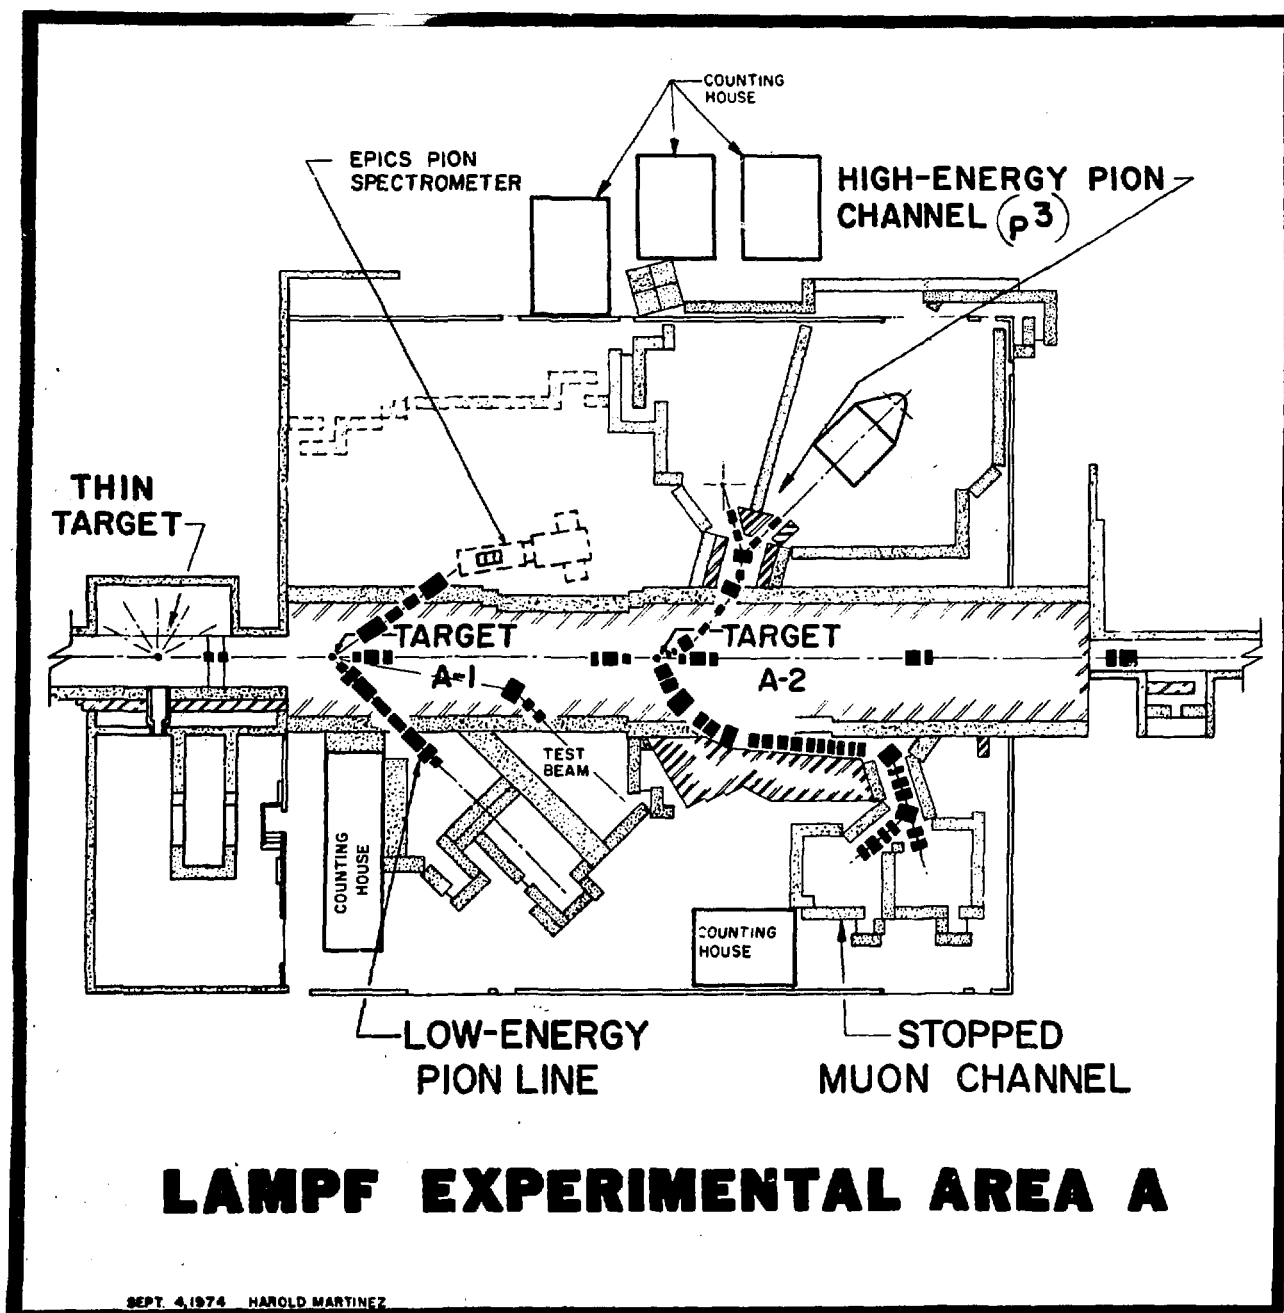 COUNTING
HOUSE
EPICS PION
SPECTROMETER
HIGH-ENERGY PION
CHANNEL (P3)
THIN
TARGET
TARGET
A-1
TARGET
A-2
TEST
BEAM
COUNTING
HOUSE
COUNTING
HOUSE
LOW-ENERGY
PION LINE
STOPPED
MUON CHANNEL
LAMPF EXPERIMENTAL AREA A
SEPT. 4, 1974 HAROLD MARTINEZ